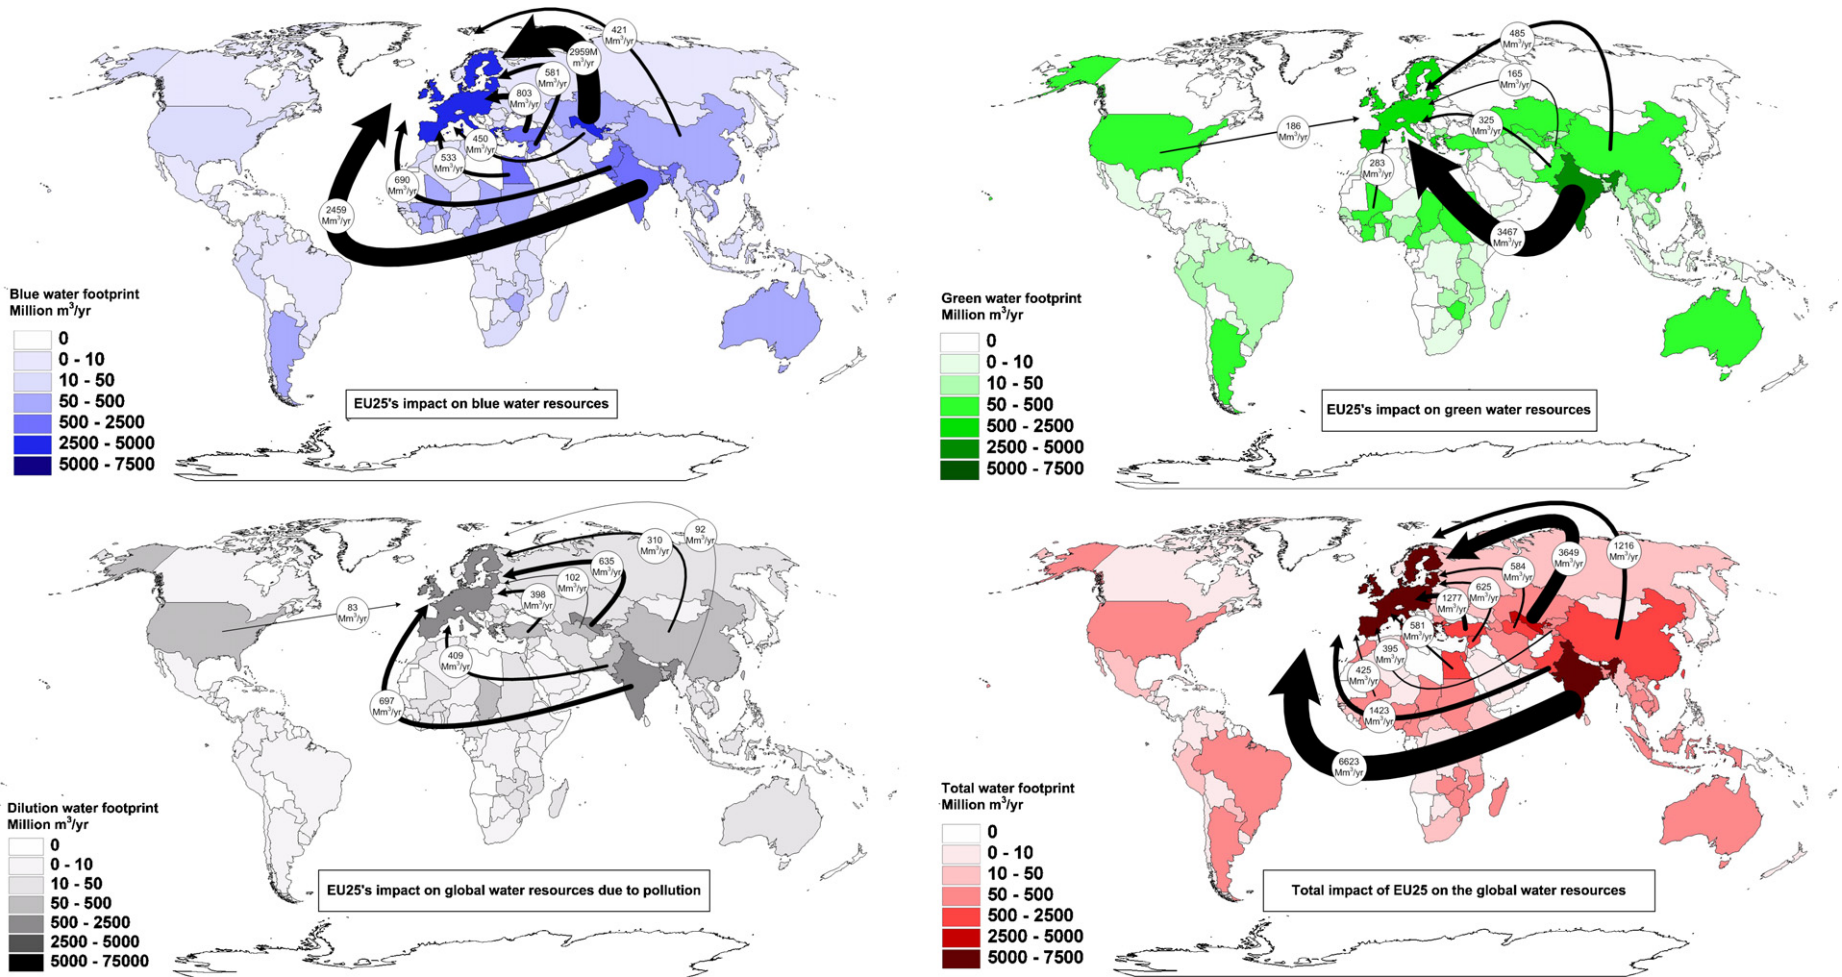 421
Mm³/yr
2959M
m³/yr
581
Mm³/yr
803
Mm³/yr
450
Mm³/yr
533
Mm³/yr
690
Mm³/yr
2459
Mm³/yr
Blue water footprint
Million m³/yr
0
0 - 10
10 - 50
50 - 500
500 - 2500
2500 - 5000
5000 - 7500
EU25's impact on blue water resources
485
Mm³/yr
165
Mm³/yr
325
Mm³/yr
186
Mm³/yr
283
Mm³/yr
3467
Mm³/yr
Green water footprint
Million m³/yr
0
0 - 10
10 - 50
50 - 500
500 - 2500
2500 - 5000
5000 - 7500
EU25's impact on green water resources
92
Mm³/yr
310
Mm³/yr
635
Mm³/yr
102
Mm³/yr
398
Mm³/yr
83
Mm³/yr
409
Mm³/yr
697
Mm³/yr
Dilution water footprint
Million m³/yr
0
0 - 10
10 - 50
50 - 500
500 - 2500
2500 - 5000
5000 - 75000
EU25's impact on global water resources due to pollution
1216
Mm³/yr
3649
Mm³/yr
584
Mm³/yr
625
Mm³/yr
1277
Mm³/yr
581
Mm³/yr
395
Mm³/yr
425
Mm³/yr
1423
Mm³/yr
6623
Mm³/yr
Total water footprint
Million m³/yr
0
0 - 10
10 - 50
50 - 500
500 - 2500
2500 - 5000
5000 - 7500
Total impact of EU25 on the global water resources